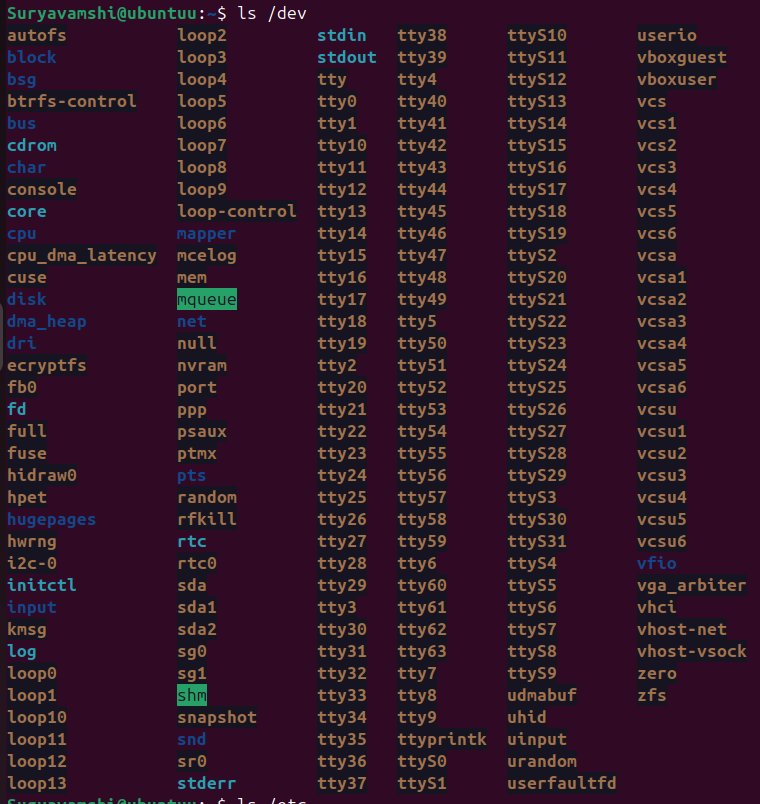 Suryavamshi@ubuntuu:~$ ls /dev
autofs loop2 stdin tty38 ttyS10 userio
block loop3 stdout tty39 ttyS11 vboxguest
bsg loop4 tty tty4 ttyS12 vboxuser
btrfs-control loop5 tty0 tty40 ttyS13 vcs
bus loop6 tty1 tty41 ttyS14 vcs1
cdrom loop7 tty10 tty42 ttyS15 vcs2
char loop8 tty11 tty43 ttyS16 vcs3
console loop9 tty12 tty44 ttyS17 vcs4
core loop-control tty13 tty45 ttyS18 vcs5
cpu mapper tty14 tty46 ttyS19 vcs6
cpu_dma_latency mcelog tty15 tty47 ttyS2 vcsa
cuse mem tty16 tty48 ttyS20 vcsa1
disk mqueue tty17 tty49 ttyS21 vcsa2
dma_heap net tty18 tty5 ttyS22 vcsa3
dri null tty19 tty50 ttyS23 vcsa4
ecryptfs nvram tty2 tty51 ttyS24 vcsa5
fb0 port tty20 tty52 ttyS25 vcsa6
fd ppp tty21 tty53 ttyS26 vcsu
full psaux tty22 tty54 ttyS27 vcsu1
fuse ptmx tty23 tty55 ttyS28 vcsu2
hidraw0 pts tty24 tty56 ttyS29 vcsu3
hpet random tty25 tty57 ttyS3 vcsu4
hugepages rfkill tty26 tty58 ttyS30 vcsu5
hwrng rtc tty27 tty59 ttyS31 vcsu6
i2c-0 rtc0 tty28 tty6 ttyS4 vfio
initctl sda tty29 tty60 ttyS5 vga_arbiter
input sda1 tty3 tty61 ttyS6 vhci
kmsg sda2 tty30 tty62 ttyS7 vhost-net
log sg0 tty31 tty63 ttyS8 vhost-vsock
loop0 sg1 tty32 tty7 ttyS9 zero
loop1 shm tty33 tty8 udmabuf zfs
loop10 snapshot tty34 tty9 uhid
loop11 snd tty35 ttyprintk uinput
loop12 sr0 tty36 ttyS0 urandom
loop13 stderr tty37 ttyS1 userfaultfd
Suryavamshi@ubuntuu:~$ ls /etc